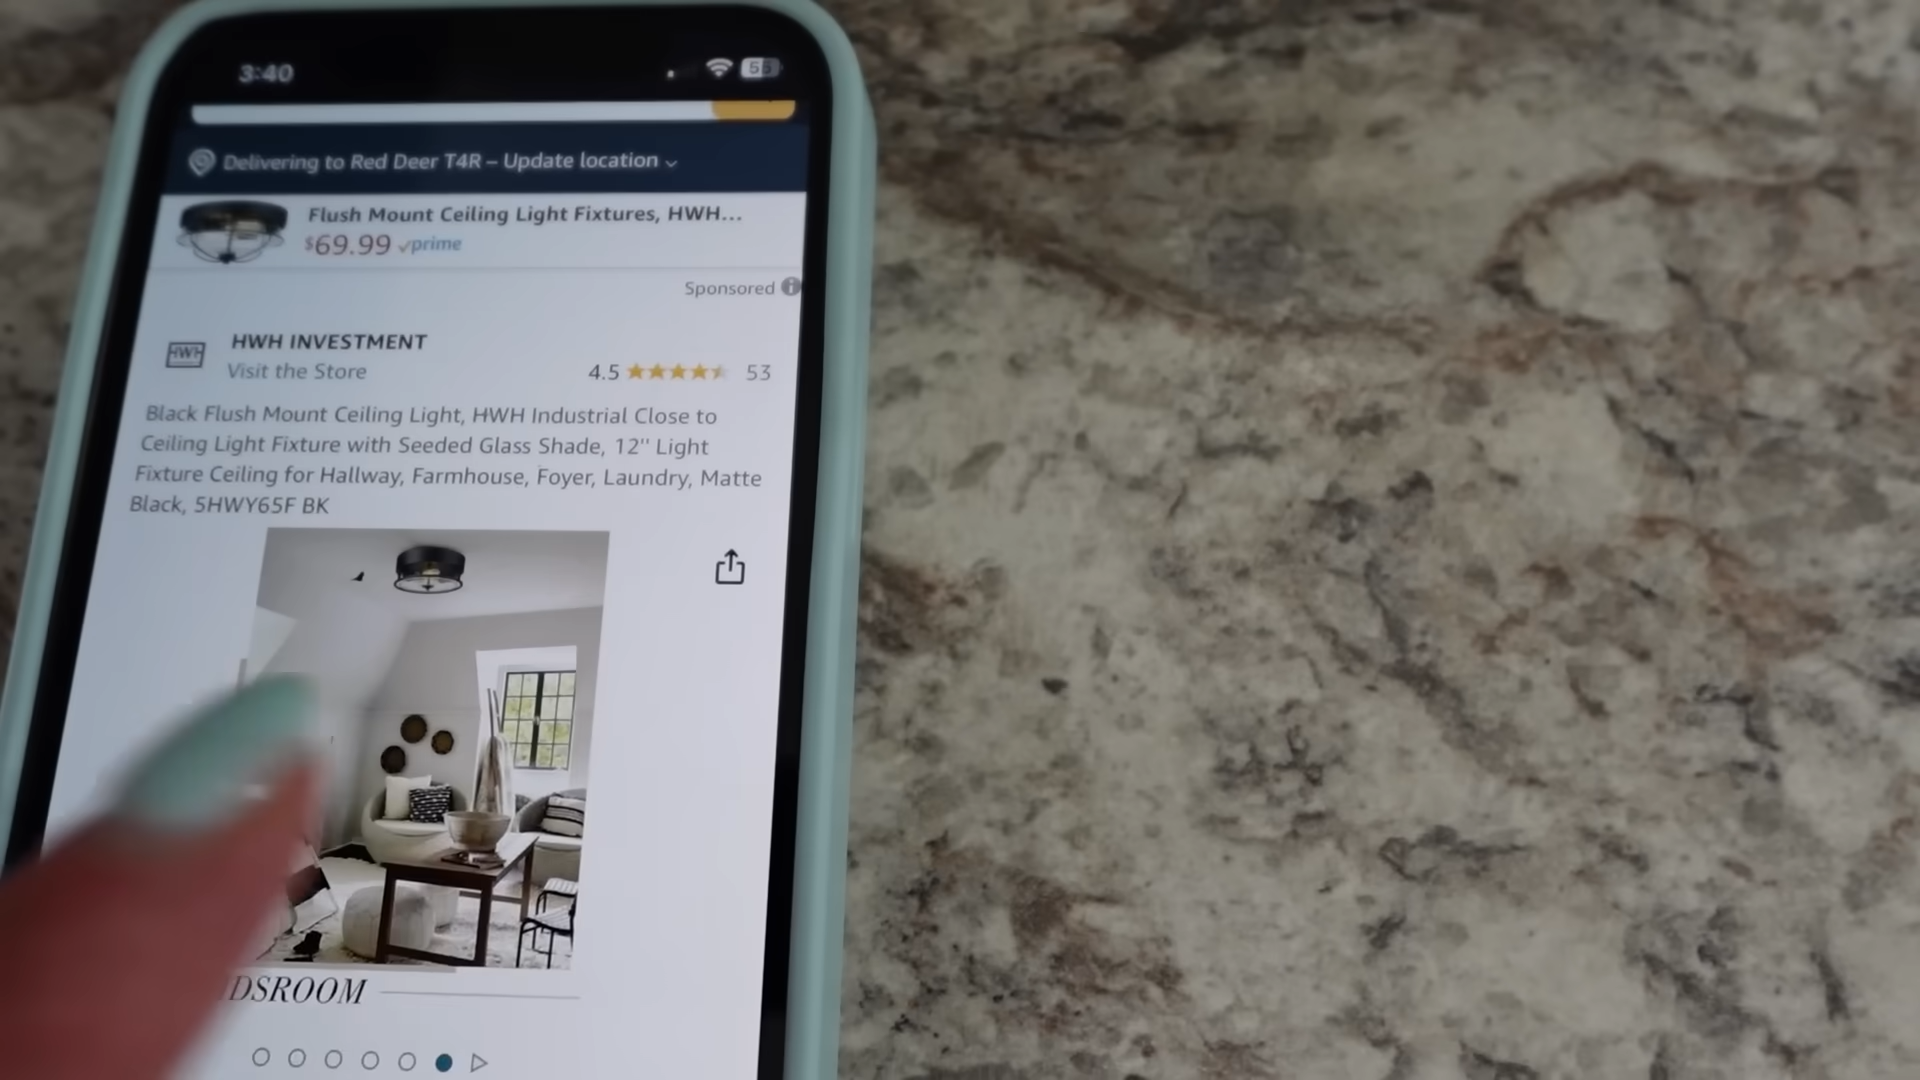 3:40
55
Delivering to Red Deer T4R – Update location
Flush Mount Ceiling Light Fixtures, HWH...
$69.99 prime
Sponsored
HWH
HWH INVESTMENT
Visit the Store
4.5 53
Black Flush Mount Ceiling Light, HWH Industrial Close to
Ceiling Light Fixture with Seeded Glass Shade, 12'' Light
Fixture Ceiling for Hallway, Farmhouse, Foyer, Laundry, Matte
Black, 5HWY65F BK
DSROOM